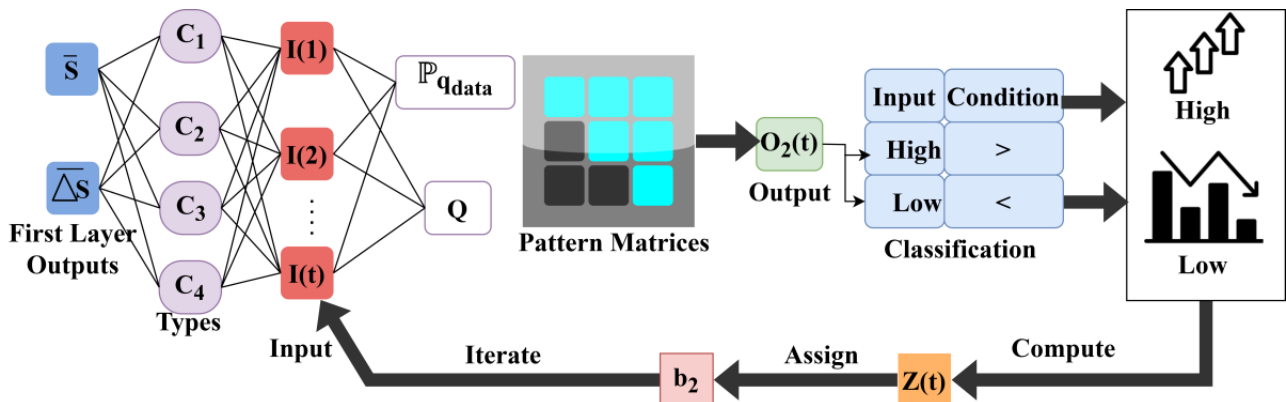 S̅
△S̅
First Layer
Outputs
C₁
C₂
C₃
C₄
Types
I(1)
I(2)
I(t)
Input
ℙ_q_data
Q
Pattern Matrices
O₂(t)
Output
Input Condition
High >
Low <
Classification
High
Low
Compute
Z(t)
Assign
b₂
Iterate